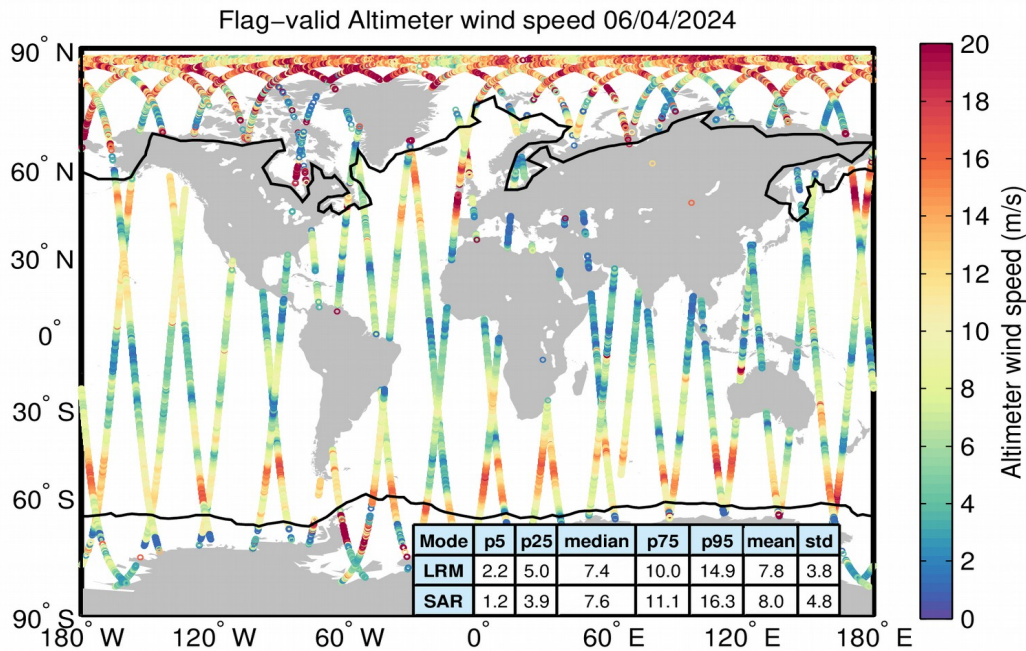 Flag-valid Altimeter wind speed 06/04/2024
90° N
60° N
30° N
0°
30° S
60° S
90° S
180° W
120° W
60° W
0°
60° E
120° E
180° E
Mode p5 p25 median p75 p95 mean std
LRM 2.2 5.0 7.4 10.0 14.9 7.8 3.8
SAR 1.2 3.9 7.6 11.1 16.3 8.0 4.8
20
18
16
14
12
10
8
6
4
2
0
Altimeter wind speed (m/s)